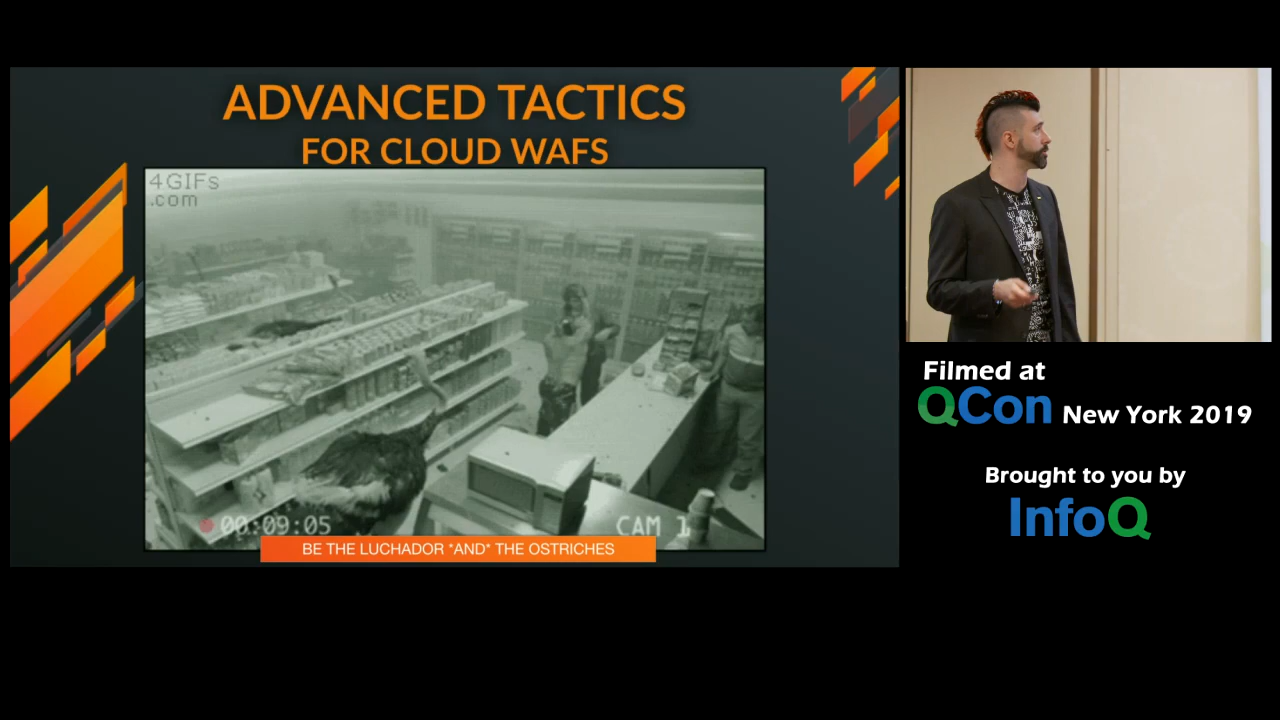 ADVANCED TACTICS
FOR CLOUD WAFS
4GIFs
.com
00:09:05
CAM 1
BE THE LUCHADOR *AND* THE OSTRICHES
Filmed at
QCon New York 2019
Brought to you by
InfoQ